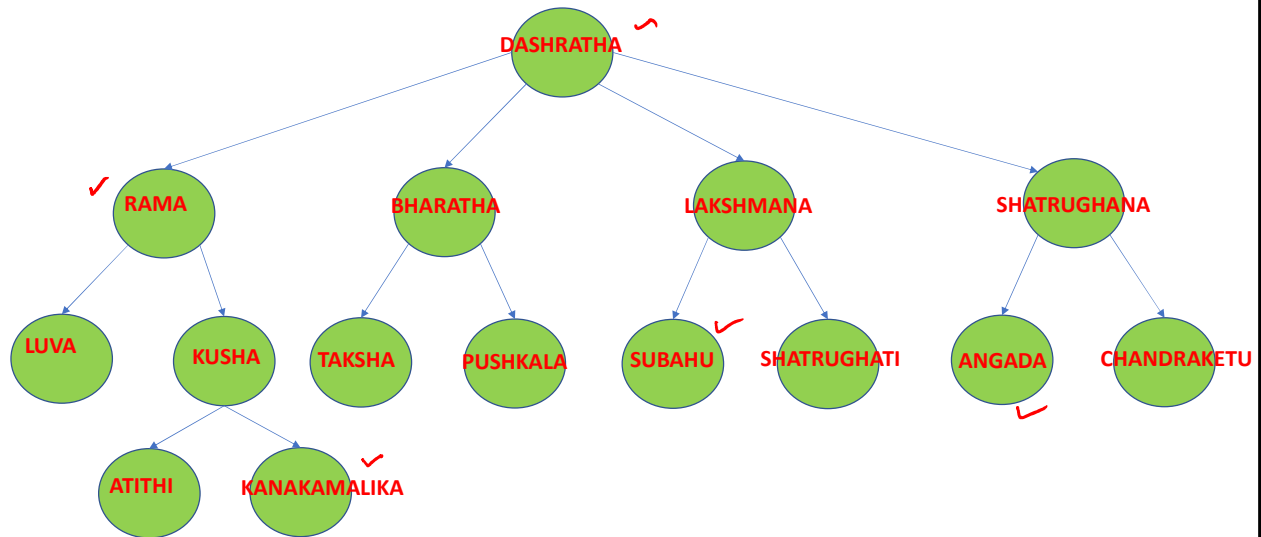 DASHRATHA
RAMA
BHARATHA
LAKSHMANA
SHATRUGHANA
LUVA
KUSHA
TAKSHA
PUSHKALA
SUBAHU
SHATRUGHATI
ANGADA
CHANDRAKETU
ATITHI
KANAKAMALIKA